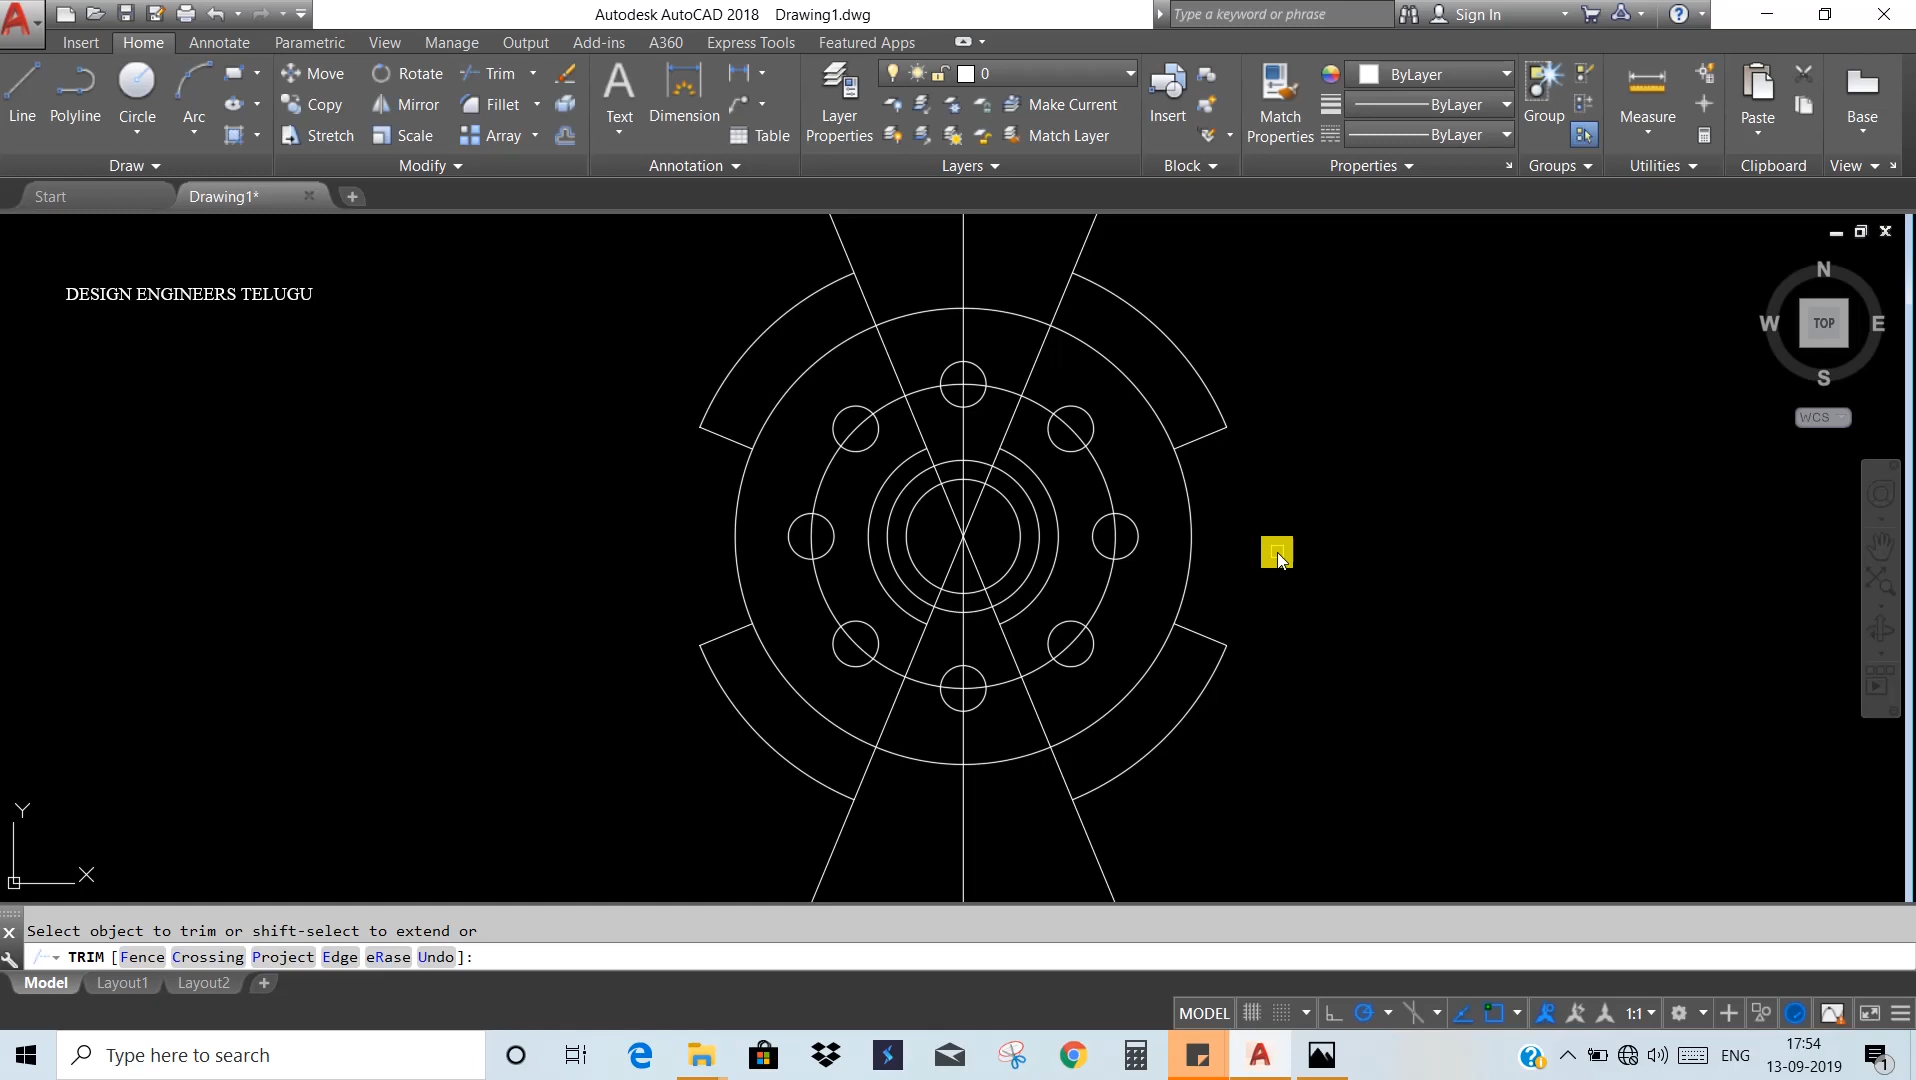 Autodesk AutoCAD 2018 Drawing1.dwg
Type a keyword or phrase
Sign In
Insert Home Annotate Parametric View Manage Output Add-ins A360 Express Tools Featured Apps
Line Polyline Circle Arc
Move Rotate Trim
Copy Mirror Fillet
Stretch Scale Array
Text Dimension Table
Layer Properties
0
Make Current
Match Layer
Insert
Match Properties
ByLayer
ByLayer
ByLayer
Group
Measure
Paste
Base
Draw Modify Annotation Layers Block Properties Groups Utilities Clipboard View
Start Drawing1*
DESIGN ENGINEERS TELUGU
N
W TOP E
S
WCS
Y
X
Select object to trim or shift-select to extend or
TRIM [Fence Crossing Project Edge eRase Undo]:
Model Layout1 Layout2
MODEL 1:1
Type here to search
ENG
17:54
13-09-2019
1